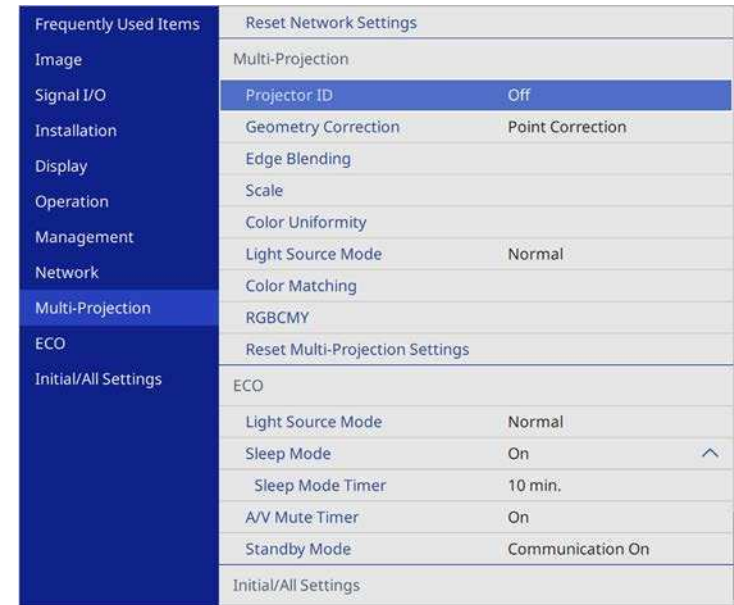 Frequently Used Items
Image
Signal I/O
Installation
Display
Operation
Management
Network
Multi-Projection
ECO
Initial/All Settings
Reset Network Settings
Multi-Projection
Projector ID Off
Geometry Correction Point Correction
Edge Blending
Scale
Color Uniformity
Light Source Mode Normal
Color Matching
RGBCMY
Reset Multi-Projection Settings
ECO
Light Source Mode Normal
Sleep Mode On
Sleep Mode Timer 10 min.
A/V Mute Timer On
Standby Mode Communication On
Initial/All Settings